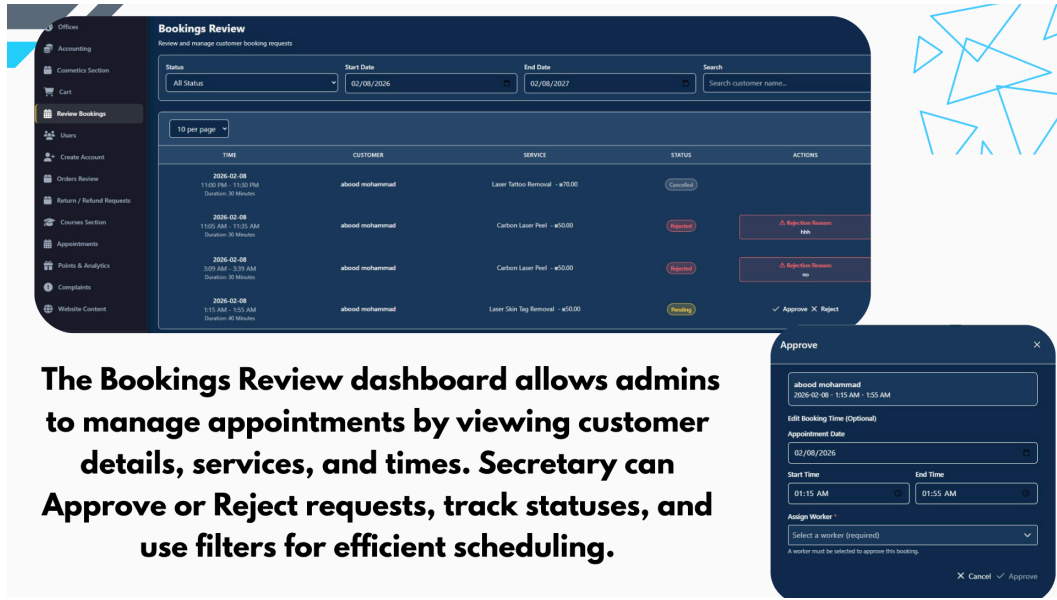 Offices
Accounting
Cosmetics Section
Cart
Review Bookings
Users
Create Account
Orders Review
Return / Refund Requests
Courses Section
Appointments
Points & Analytics
Complaints
Website Content
Bookings Review
Review and manage customer booking requests
Status Start Date End Date Search
All Status 02/08/2026 02/08/2027 Search customer name...
10 per page
TIME CUSTOMER SERVICE STATUS ACTIONS
2026-02-08
11:00 PM - 11:30 PM abood mohammad Laser Tattoo Removal - ₪70.00 Cancelled
Duration: 30 Minutes
2026-02-08
11:05 AM - 11:35 AM abood mohammad Carbon Laser Peel - ₪50.00 Rejected Rejection Reason:
Duration: 30 Minutes hhh
2026-02-08
3:09 AM - 3:39 AM abood mohammad Carbon Laser Peel - ₪50.00 Rejected Rejection Reason:
Duration: 30 Minutes
2026-02-08
1:15 AM - 1:55 AM abood mohammad Laser Skin Tag Removal - ₪50.00 Pending Approve Reject
Duration: 40 Minutes
The Bookings Review dashboard allows admins
to manage appointments by viewing customer
details, services, and times. Secretary can
Approve or Reject requests, track statuses, and
use filters for efficient scheduling.
Approve
abood mohammad
2026-02-08 - 1:15 AM - 1:55 AM
Edit Booking Time (Optional)
Appointment Date
02/08/2026
Start Time End Time
01:15 AM 01:55 AM
Assign Worker *
Select a worker (required)
A worker must be selected to approve this booking.
Cancel Approve